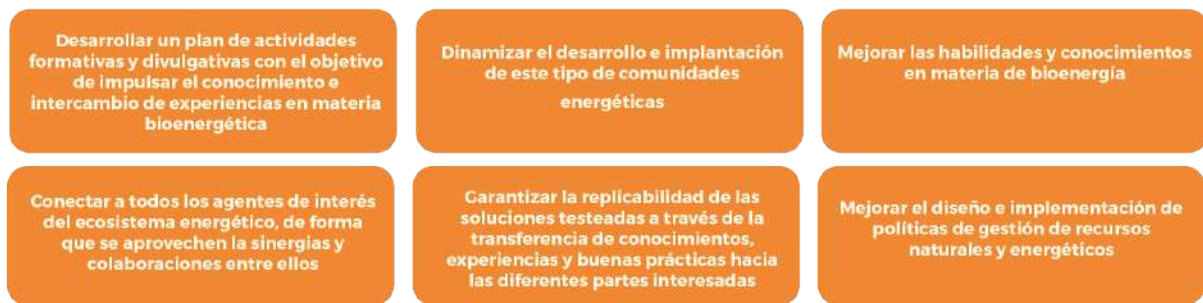 Desarrollar un plan de actividades
formativas y divulgativas con el objetivo
de impulsar el conocimiento e
intercambio de experiencias en materia
bioenergética
Dinamizar el desarrollo e implantación
de este tipo de comunidades
energéticas
Mejorar las habilidades y conocimientos
en materia de bioenergía
Conectar a todos los agentes de interés
del ecosistema energético, de forma
que se aprovechen la sinergias y
colaboraciones entre ellos
Garantizar la replicabilidad de las
soluciones testeadas a través de la
transferencia de conocimientos,
experiencias y buenas prácticas hacia
las diferentes partes interesadas
Mejorar el diseño e implementación de
políticas de gestión de recursos
naturales y energéticos